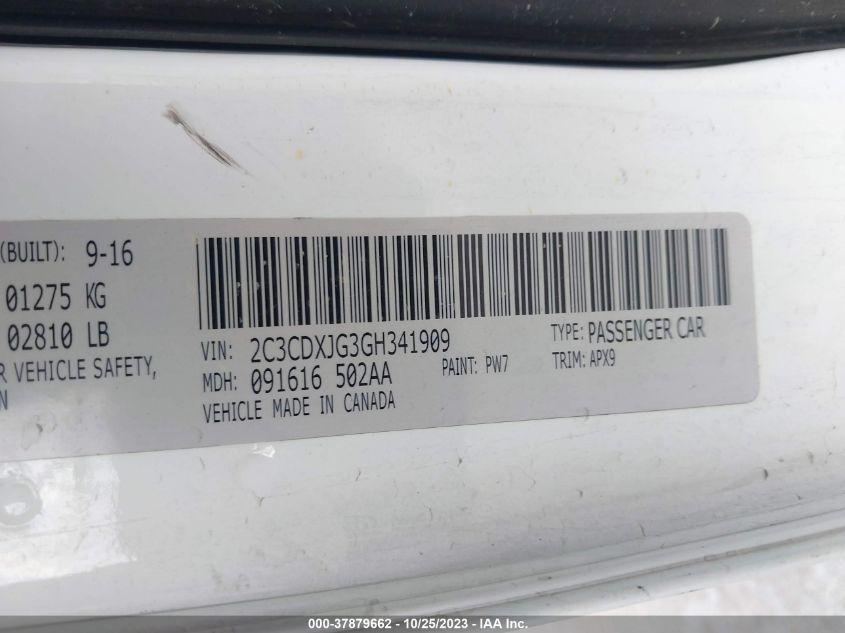 (BUILT): 9-16
01275 KG
02810 LB
R VEHICLE SAFETY,
N
VIN: 2C3CDXJG3GH341909
TYPE: PASSENGER CAR
MDH: 091616 502AA
PAINT: PW7
TRIM: APX9
VEHICLE MADE IN CANADA
000-37879662 - 10/25/2023 - IAA Inc.